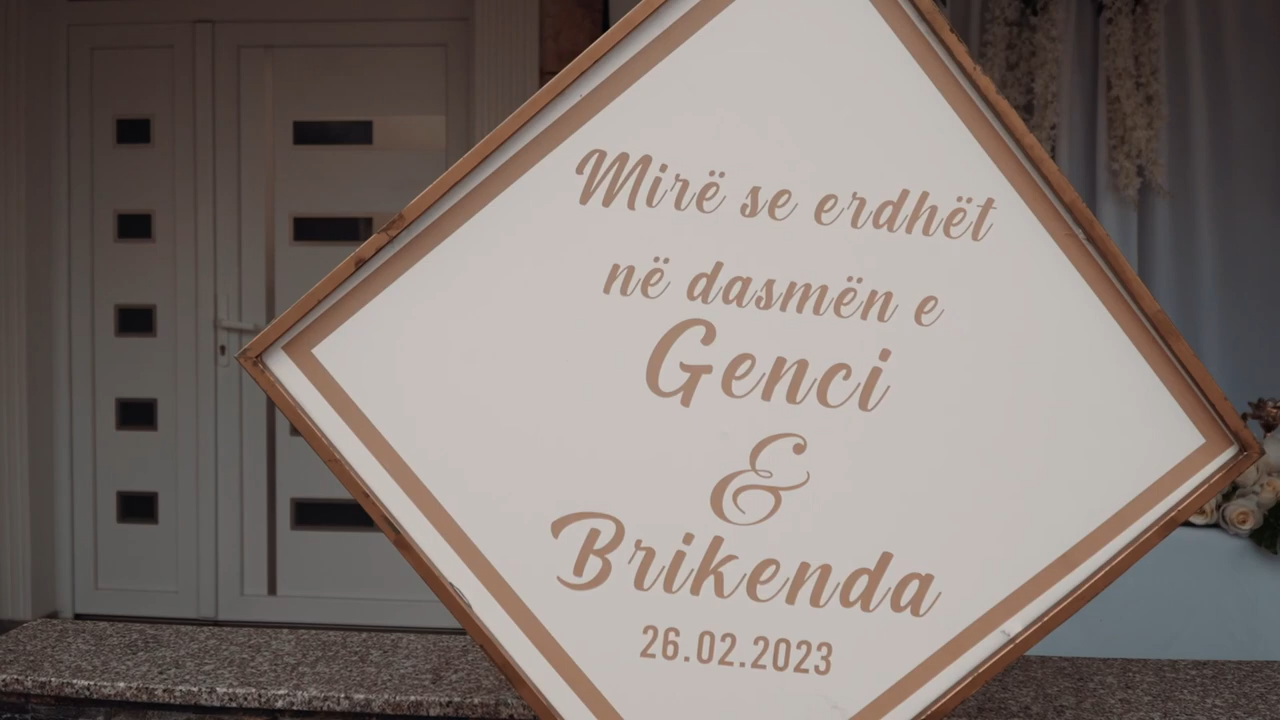 Mirë se erdhët
në dasmën e
Genci
&
Brikenda
26.02.2023